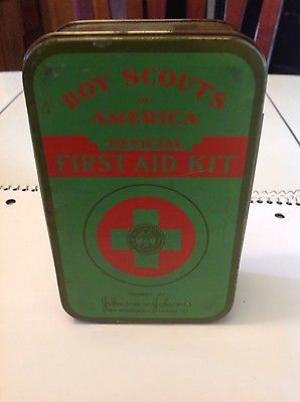 BOY SCOUTS
OF
AMERICA
OFFICIAL
FIRST AID KIT
Johnson & Johnson